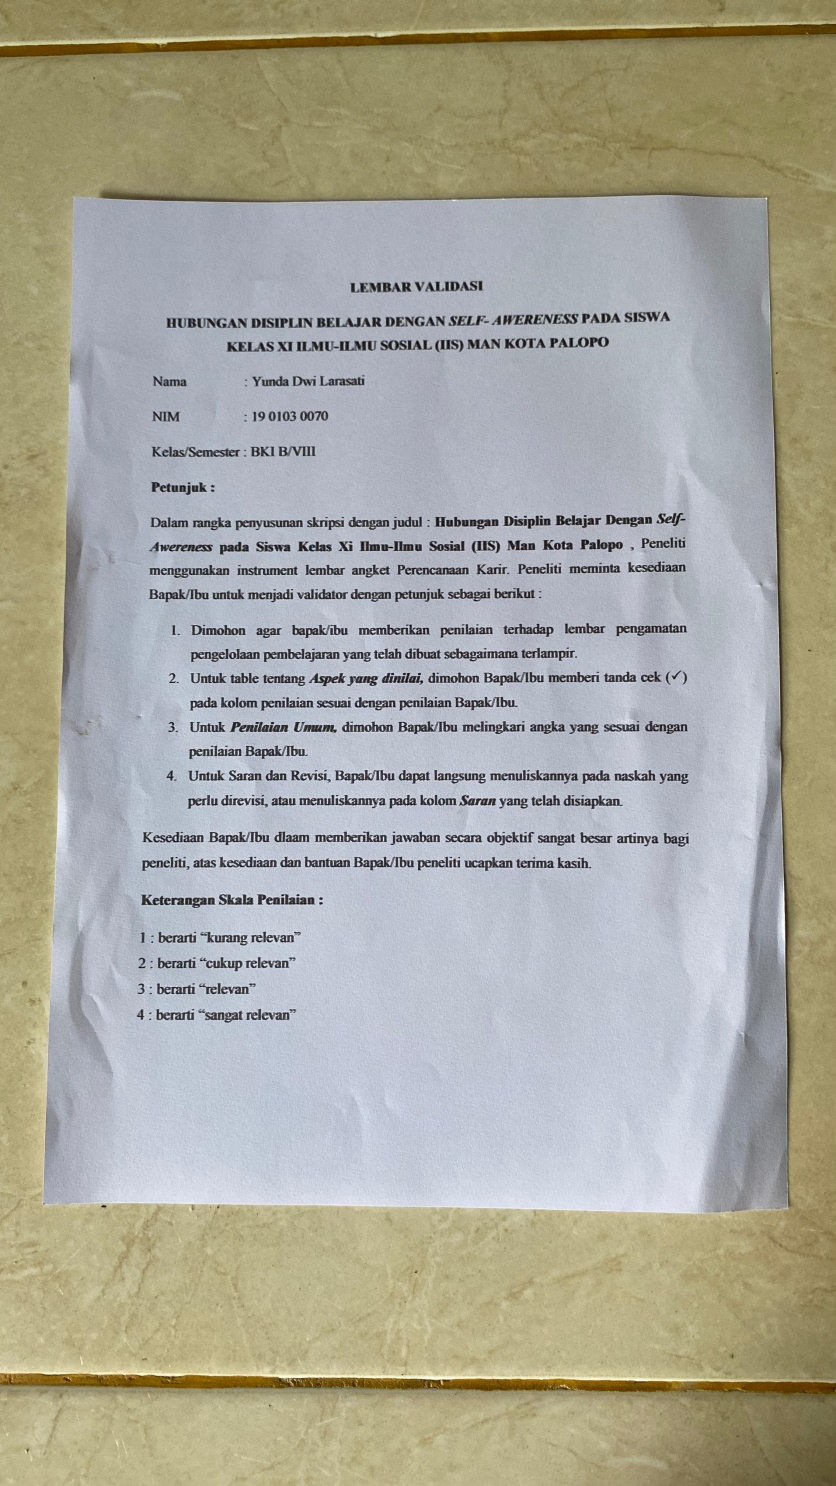 LEMBAR VALIDASI
HUBUNGAN DISIPLIN BELAJAR DENGAN SELF- AWERENESS PADA SISWA
KELAS XI ILMU-ILMU SOSIAL (IIS) MAN KOTA PALOPO
Nama : Yunda Dwi Larasati
NIM : 19 0103 0070
Kelas/Semester : BKI B/VIII
Petunjuk :
Dalam rangka penyusunan skripsi dengan judul : Hubungan Disiplin Belajar Dengan Self-
Awereness pada Siswa Kelas Xi Ilmu-Ilmu Sosial (IIS) Man Kota Palopo , Peneliti
menggunakan instrument lembar angket Perencanaan Karir. Peneliti meminta kesediaan
Bapak/Ibu untuk menjadi validator dengan petunjuk sebagai berikut :
1. Dimohon agar bapak/ibu memberikan penilaian terhadap lembar pengamatan
pengelolaan pembelajaran yang telah dibuat sebagaimana terlampir.
2. Untuk table tentang Aspek yang dinilai, dimohon Bapak/Ibu memberi tanda cek (✓)
pada kolom penilaian sesuai dengan penilaian Bapak/Ibu.
3. Untuk Penilaian Umum, dimohon Bapak/Ibu melingkari angka yang sesuai dengan
penilaian Bapak/Ibu.
4. Untuk Saran dan Revisi, Bapak/Ibu dapat langsung menuliskannya pada naskah yang
perlu direvisi, atau menuliskannya pada kolom Saran yang telah disiapkan.
Kesediaan Bapak/Ibu dlaam memberikan jawaban secara objektif sangat besar artinya bagi
peneliti, atas kesediaan dan bantuan Bapak/Ibu peneliti ucapkan terima kasih.
Keterangan Skala Penilaian :
1 : berarti “kurang relevan”
2 : berarti “cukup relevan”
3 : berarti “relevan”
4 : berarti “sangat relevan”